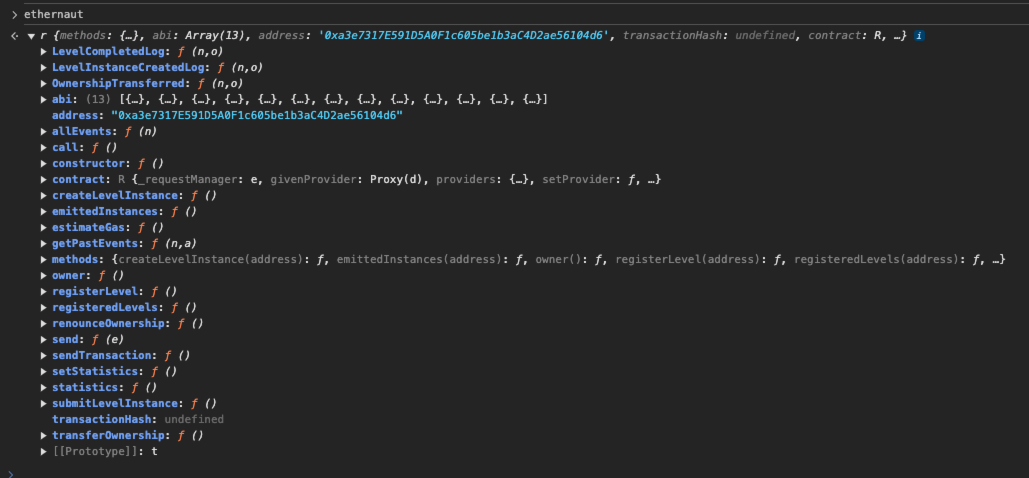 > ethernaut
<· ▼ r {methods: {…}, abi: Array(13), address: '0xa3e7317E591D5A0F1c605be1b3aC4D2ae56104d6', transactionHash: undefined, contract: R, …} i
▶ LevelCompletedLog: ƒ (n,o)
▶ LevelInstanceCreatedLog: ƒ (n,o)
▶ OwnershipTransferred: ƒ (n,o)
▶ abi: (13) [{…}, {…}, {…}, {…}, {…}, {…}, {…}, {…}, {…}, {…}, {…}, {…}, {…}]
address: "0xa3e7317E591D5A0F1c605be1b3aC4D2ae56104d6"
▶ allEvents: ƒ (n)
▶ call: ƒ ()
▶ constructor: ƒ ()
▶ contract: R {_requestManager: e, givenProvider: Proxy(d), providers: {…}, setProvider: ƒ, …}
▶ createLevelInstance: ƒ ()
▶ emittedInstances: ƒ ()
▶ estimateGas: ƒ ()
▶ getPastEvents: ƒ (n,a)
▶ methods: {createLevelInstance(address): ƒ, emittedInstances(address): ƒ, owner(): ƒ, registerLevel(address): ƒ, registeredLevels(address): ƒ, …}
▶ owner: ƒ ()
▶ registerLevel: ƒ ()
▶ registeredLevels: ƒ ()
▶ renounceOwnership: ƒ ()
▶ send: ƒ (e)
▶ sendTransaction: ƒ ()
▶ setStatistics: ƒ ()
▶ statistics: ƒ ()
▶ submitLevelInstance: ƒ ()
transactionHash: undefined
▶ transferOwnership: ƒ ()
▶ [[Prototype]]: t
>